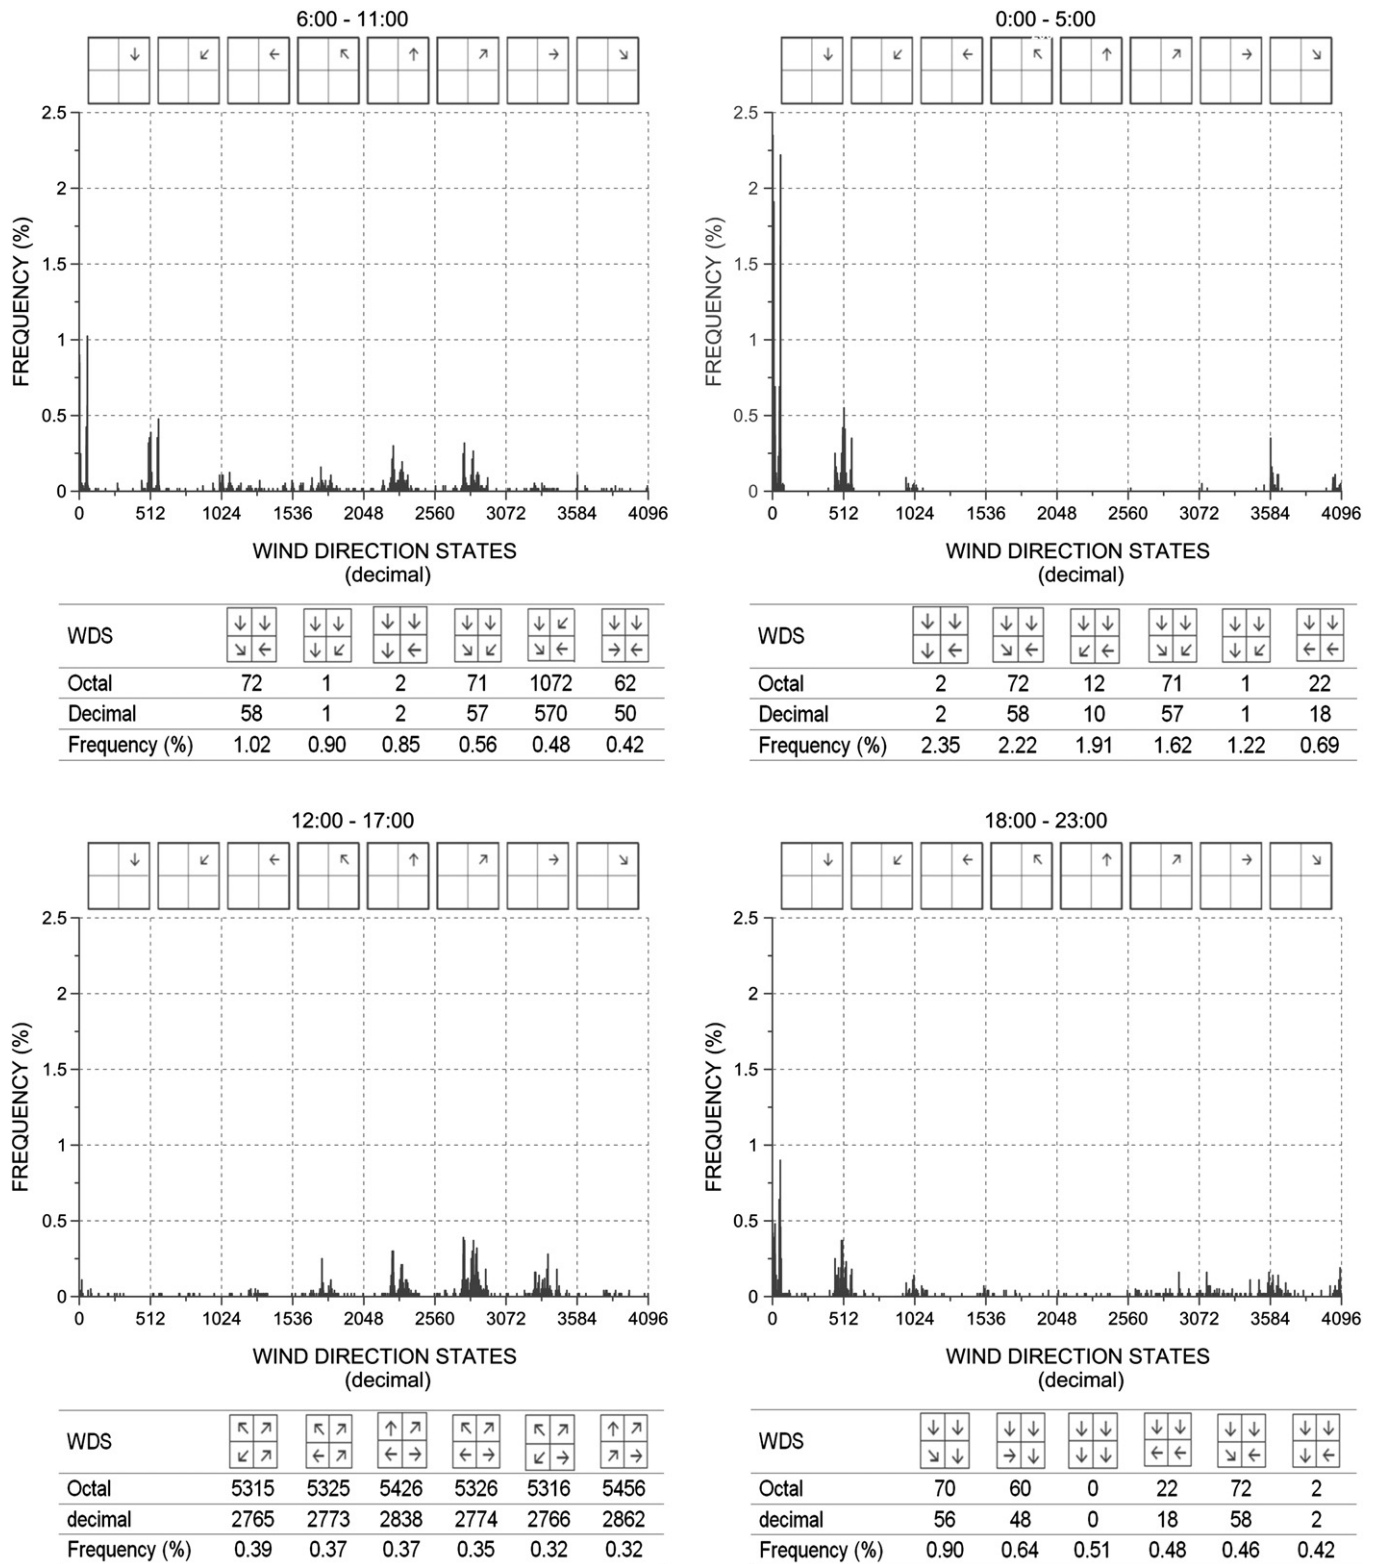 6:00 - 11:00
2.5
2
1.5
1
0.5
0
FREQUENCY (%)
0 512 1024 1536 2048 2560 3072 3584 4096
WIND DIRECTION STATES
(decimal)
WDS
Octal 72 1 2 71 1072 62
Decimal 58 1 2 57 570 50
Frequency (%) 1.02 0.90 0.85 0.56 0.48 0.42
0:00 - 5:00
2.5
2
1.5
1
0.5
0
FREQUENCY (%)
0 512 1024 1536 2048 2560 3072 3584 4096
WIND DIRECTION STATES
(decimal)
WDS
Octal 2 72 12 71 1 22
Decimal 2 58 10 57 1 18
Frequency (%) 2.35 2.22 1.91 1.62 1.22 0.69
12:00 - 17:00
2.5
2
1.5
1
0.5
0
FREQUENCY (%)
0 512 1024 1536 2048 2560 3072 3584 4096
WIND DIRECTION STATES
(decimal)
WDS
Octal 5315 5325 5426 5326 5316 5456
decimal 2765 2773 2838 2774 2766 2862
Frequency (%) 0.39 0.37 0.37 0.35 0.32 0.32
18:00 - 23:00
2.5
2
1.5
1
0.5
0
FREQUENCY (%)
0 512 1024 1536 2048 2560 3072 3584 4096
WIND DIRECTION STATES
(decimal)
WDS
Octal 70 60 0 22 72 2
decimal 56 48 0 18 58 2
Frequency (%) 0.90 0.64 0.51 0.48 0.46 0.42